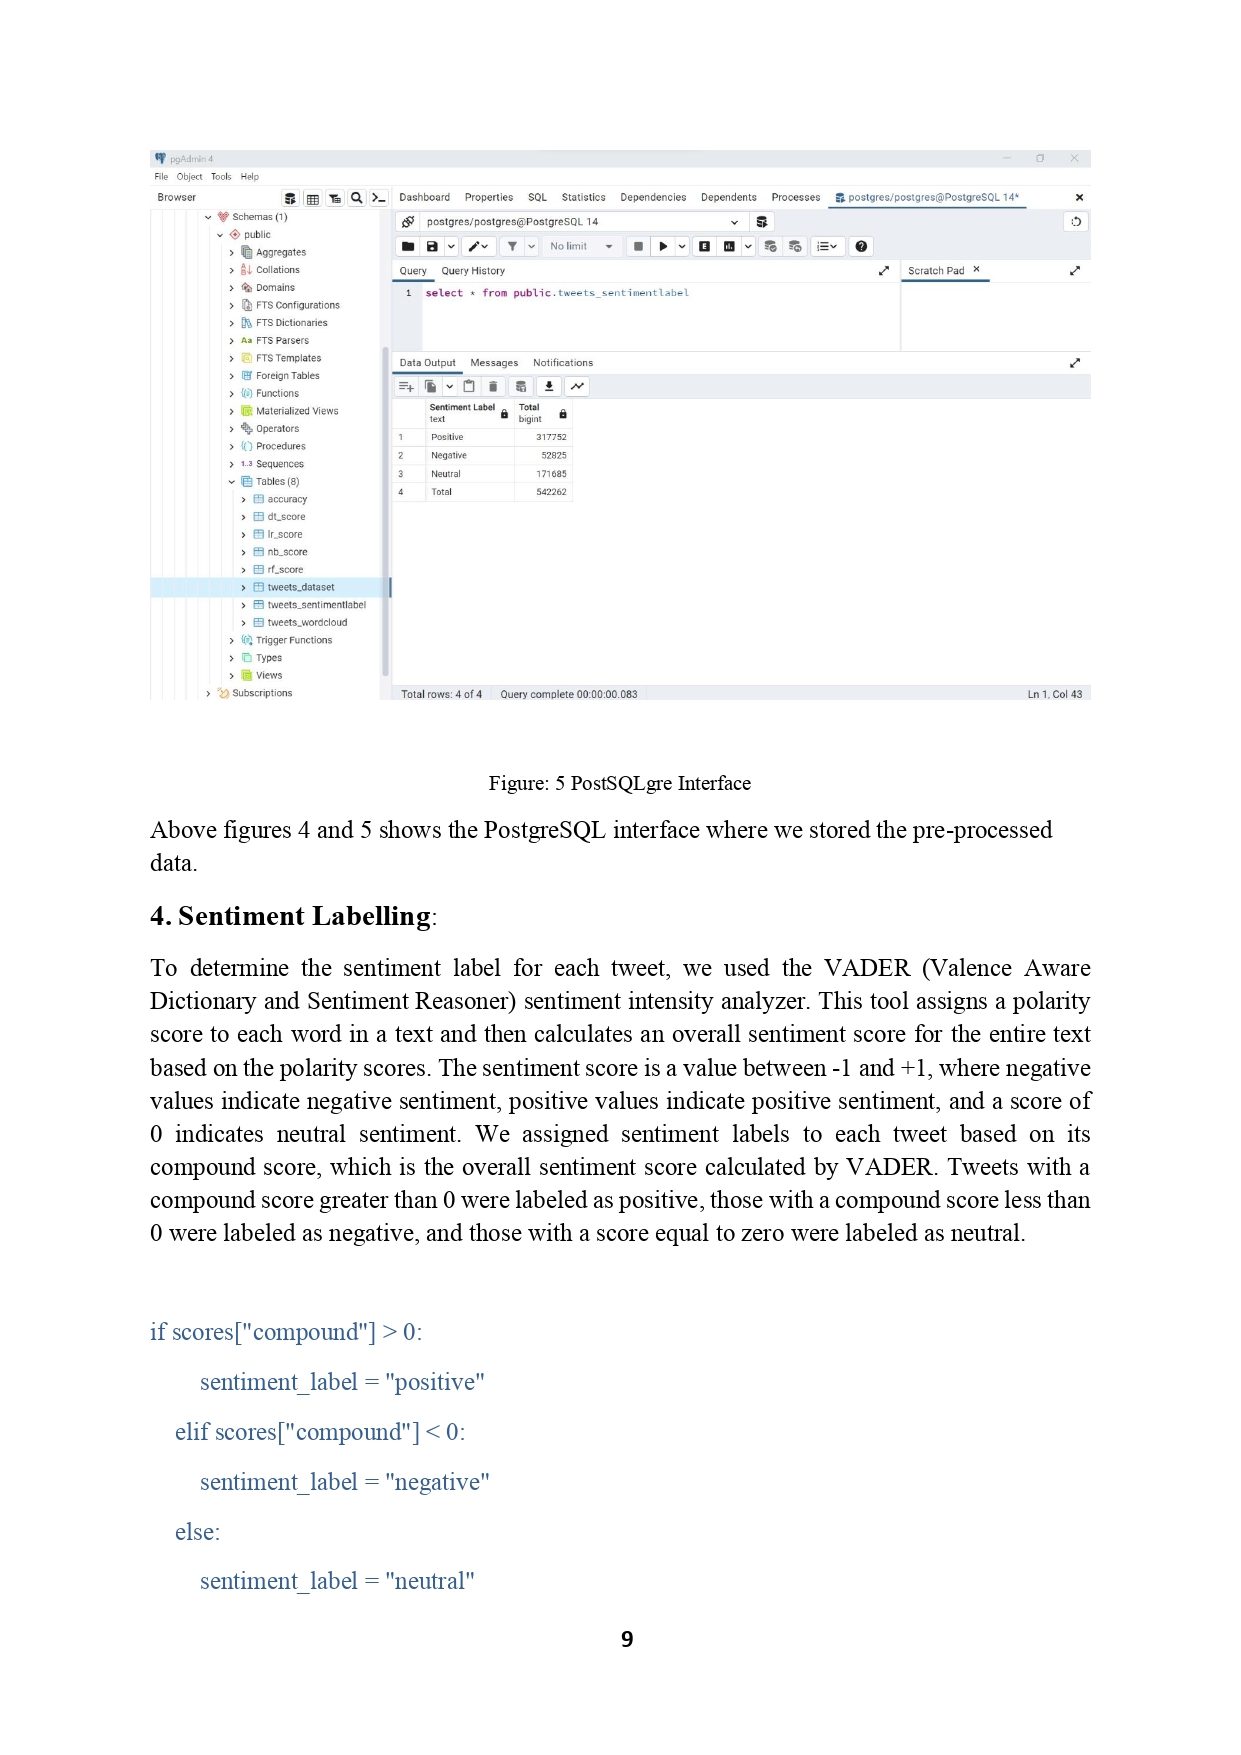 pgAdmin 4
File Object Tools Help
Browser
Dashboard Properties SQL Statistics Dependencies Dependents Processes postgres/postgres@PostgreSQL 14*
Schemas (1)
public
Aggregates
Collations
Domains
FTS Configurations
FTS Dictionaries
Aa FTS Parsers
FTS Templates
Foreign Tables
Functions
Materialized Views
Operators
Procedures
1..3 Sequences
Tables (8)
accuracy
dt_score
lr_score
nb_score
rf_score
tweets_dataset
tweets_sentimentlabel
tweets_wordcloud
Trigger Functions
Types
Views
Subscriptions
postgres/postgres@PostgreSQL 14
No limit
E
Query Query History
Scratch Pad
1 select * from public.tweets_sentimentlabel
Data Output Messages Notifications
Sentiment Label Total
text bigint
1 Positive 317752
2 Negative 52825
3 Neutral 171685
4 Total 542262
Total rows: 4 of 4 Query complete 00:00:00.083 Ln 1, Col 43
Figure: 5 PostSQLgre Interface
Above figures 4 and 5 shows the PostgreSQL interface where we stored the pre-processed
data.
4. Sentiment Labelling:
To determine the sentiment label for each tweet, we used the VADER (Valence Aware
Dictionary and Sentiment Reasoner) sentiment intensity analyzer. This tool assigns a polarity
score to each word in a text and then calculates an overall sentiment score for the entire text
based on the polarity scores. The sentiment score is a value between -1 and +1, where negative
values indicate negative sentiment, positive values indicate positive sentiment, and a score of
0 indicates neutral sentiment. We assigned sentiment labels to each tweet based on its
compound score, which is the overall sentiment score calculated by VADER. Tweets with a
compound score greater than 0 were labeled as positive, those with a compound score less than
0 were labeled as negative, and those with a score equal to zero were labeled as neutral.
if scores["compound"] > 0:
sentiment_label = "positive"
elif scores["compound"] < 0:
sentiment_label = "negative"
else:
sentiment_label = "neutral"
9